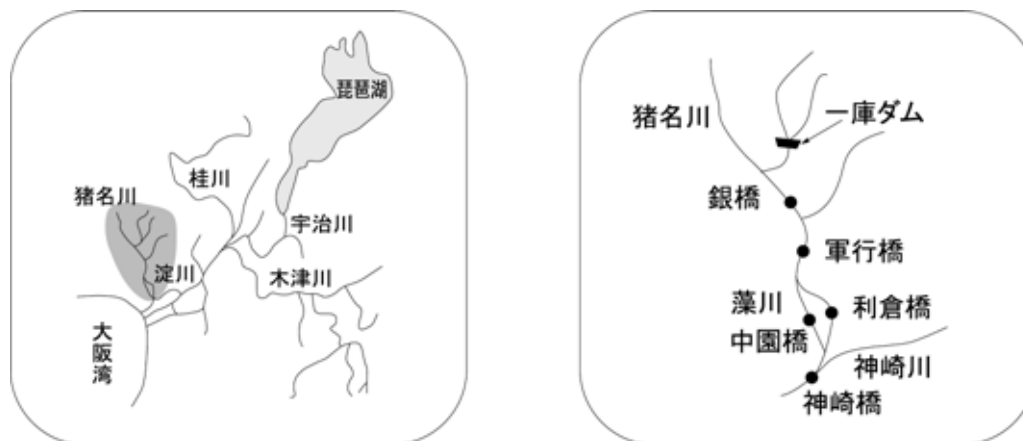 琵琶湖
桂川
猪名川
宇治川
淀川
木津川
大阪湾
猪名川
一庫ダム
銀橋
軍行橋
藻川
利倉橋
中園橋
神崎川
神崎橋